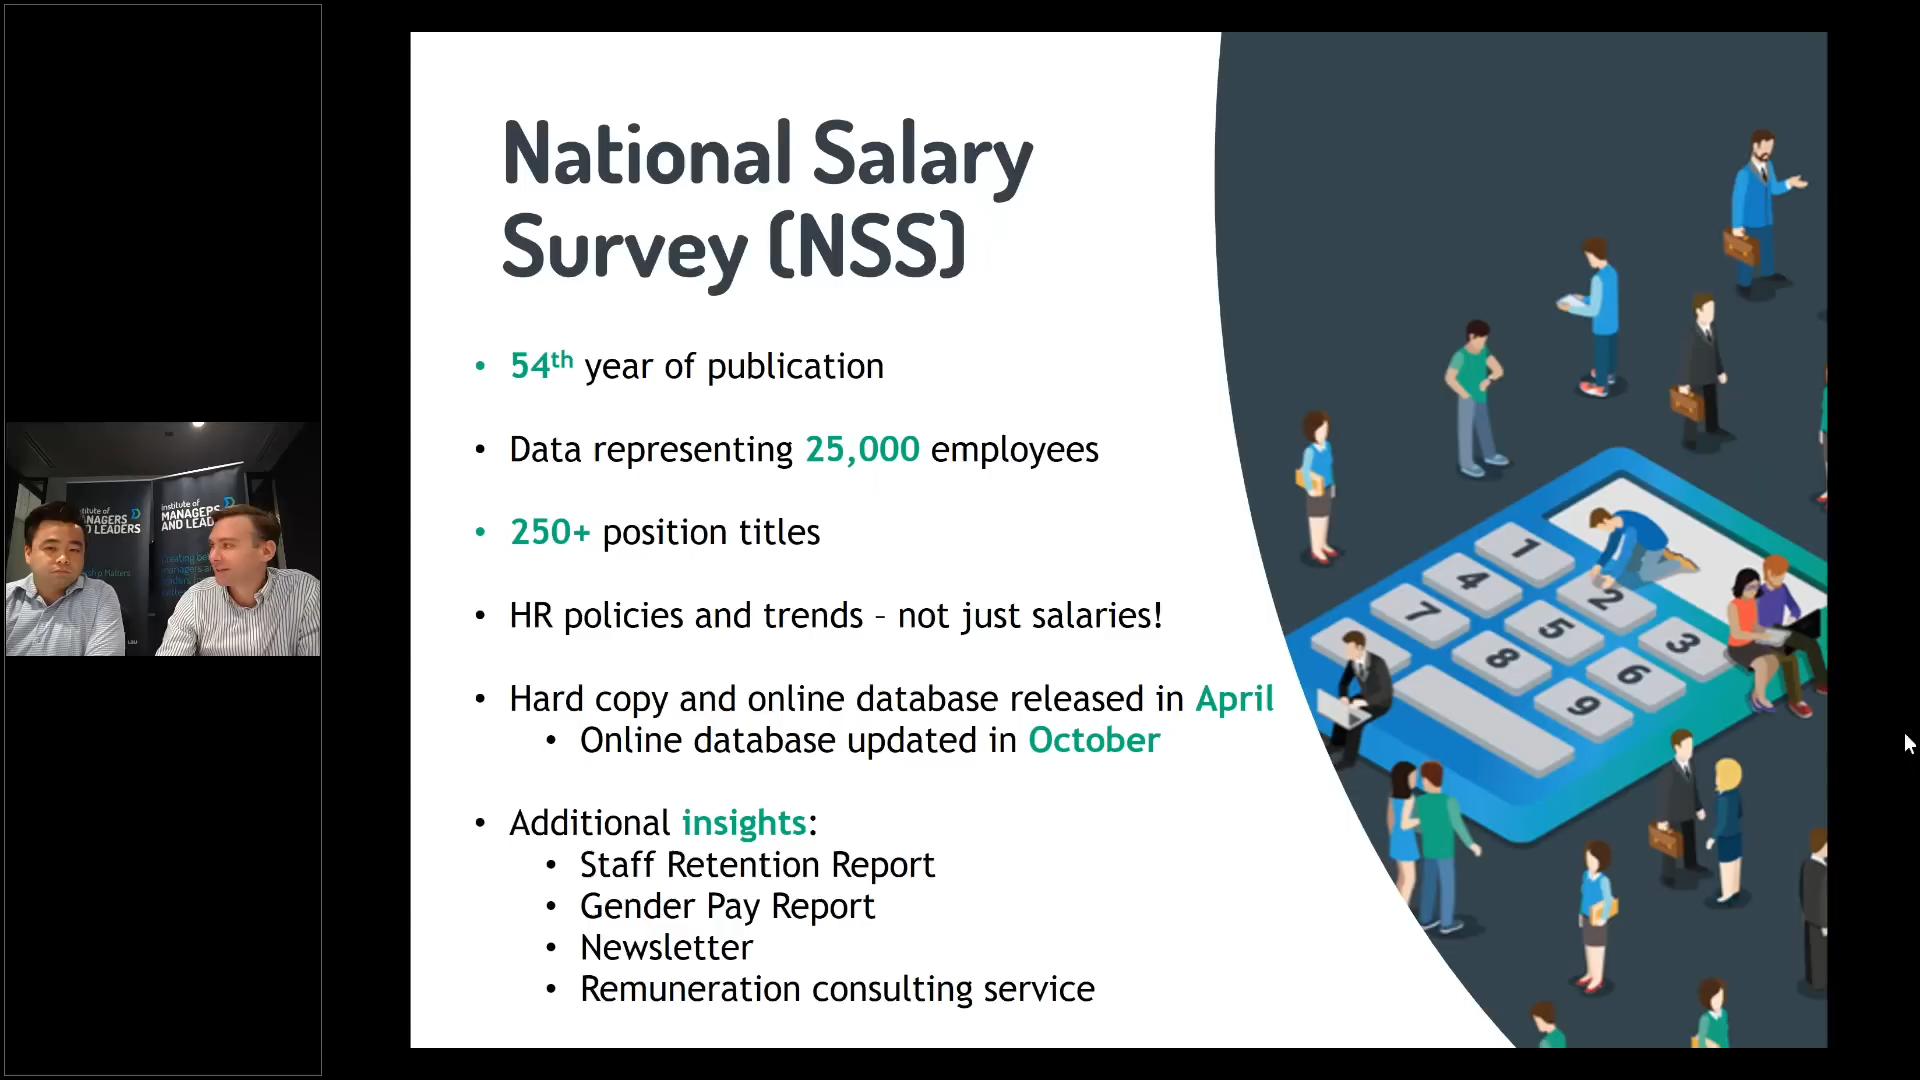 National Salary
Survey (NSS)
• 54th year of publication
• Data representing 25,000 employees
• 250+ position titles
• HR policies and trends – not just salaries!
• Hard copy and online database released in April
• Online database updated in October
• Additional insights:
• Staff Retention Report
• Gender Pay Report
• Newsletter
• Remuneration consulting service
1
4
2
7
5
3
8
6
9
institute of
MANAGERS
AND LEADERS